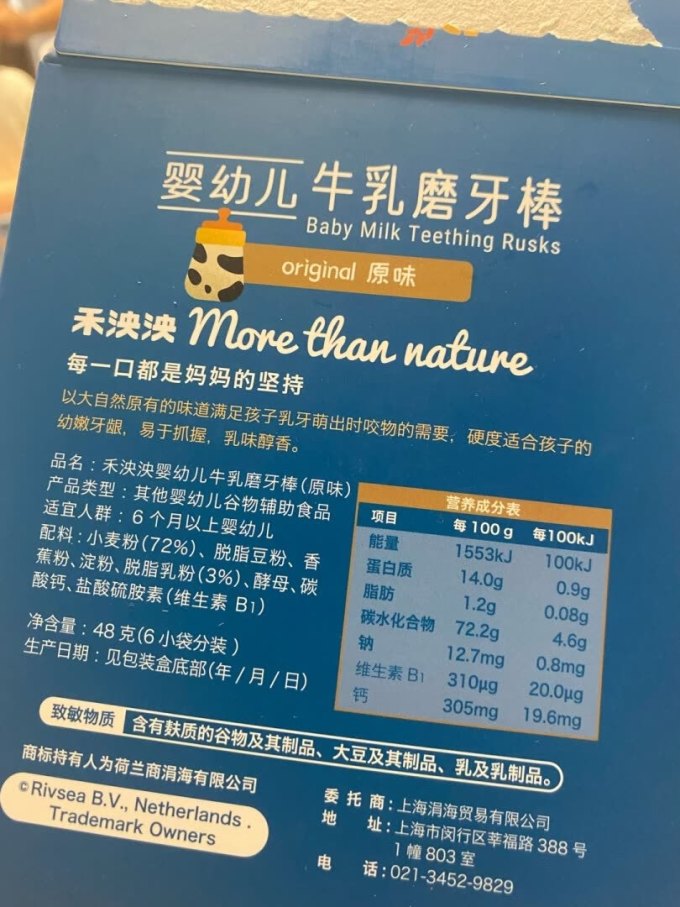 婴幼儿牛乳磨牙棒
Baby Milk Teething Rusks
original 原味
禾泱泱 More than nature
每一口都是妈妈的坚持
以大自然原有的味道满足孩子乳牙萌出时咬物的需要，硬度适合孩子的
幼嫩牙龈，易于抓握，乳味醇香。
品名：禾泱泱婴幼儿牛乳磨牙棒(原味)
产品类型：其他婴幼儿谷物辅助食品
适宜人群：6个月以上婴幼儿
配料：小麦粉(72%)、脱脂豆粉、香
蕉粉、淀粉、脱脂乳粉(3%)、酵母、碳
酸钙、盐酸硫胺素(维生素 B1)
净含量：48克(6小袋分装)
生产日期：见包装盒底部(年/月/日)
营养成分表
项目 每100g 每100kJ
能量 1553kJ 100kJ
蛋白质 14.0g 0.9g
脂肪 1.2g 0.08g
碳水化合物 72.2g 4.6g
钠 12.7mg 0.8mg
维生素 B1 310μg 20.0μg
钙 305mg 19.6mg
致敏物质 含有麸质的谷物及其制品、大豆及其制品、乳及乳制品。
商标持有人为荷兰商涓海有限公司
©Rivsea B.V., Netherlands .
Trademark Owners
委托商：上海涓海贸易有限公司
地址：上海市闵行区莘福路388号
1幢803室
电话：021-3452-9829